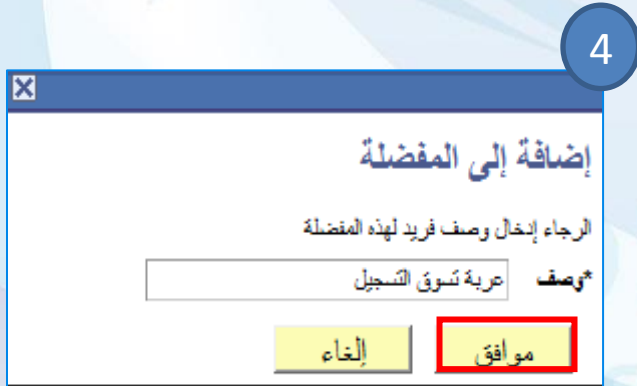 4
إضافة إلى المفضلة
الرجاء إدخال وصف فريد لهذه المفضلة
*وصف عربة تسوق التسجيل
موافق إلغاء